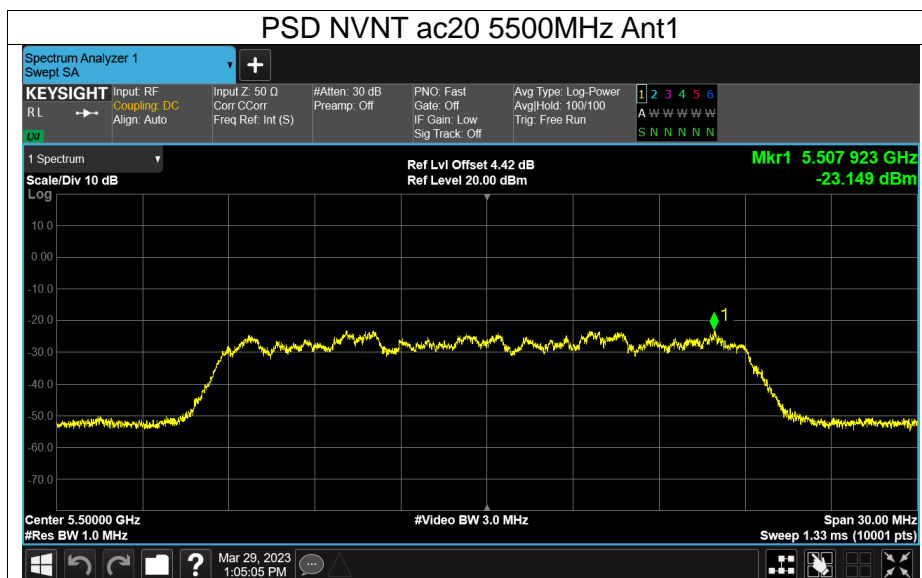 PSD NVNT ac20 5500MHz Ant1
Spectrum Analyzer 1
Swept SA
+
KEYSIGHT
R L
LXI
Input: RF
Coupling: DC
Align: Auto
Input Z: 50 Ω
Corr CCorr
Freq Ref: Int (S)
#Atten: 30 dB
Preamp: Off
PNO: Fast
Gate: Off
IF Gain: Low
Sig Track: Off
Avg Type: Log-Power
Avg|Hold: 100/100
Trig: Free Run
1 2 3 4 5 6
A W W W W W
S N N N N N
1 Spectrum
Scale/Div 10 dB
Log
Ref Lvl Offset 4.42 dB
Ref Level 20.00 dBm
Mkr1 5.507 923 GHz
-23.149 dBm
10.0
0.00
-10.0
-20.0
-30.0
-40.0
-50.0
-60.0
-70.0
1
Center 5.50000 GHz
#Res BW 1.0 MHz
#Video BW 3.0 MHz
Span 30.00 MHz
Sweep 1.33 ms (10001 pts)
?
Mar 29, 2023
1:05:05 PM